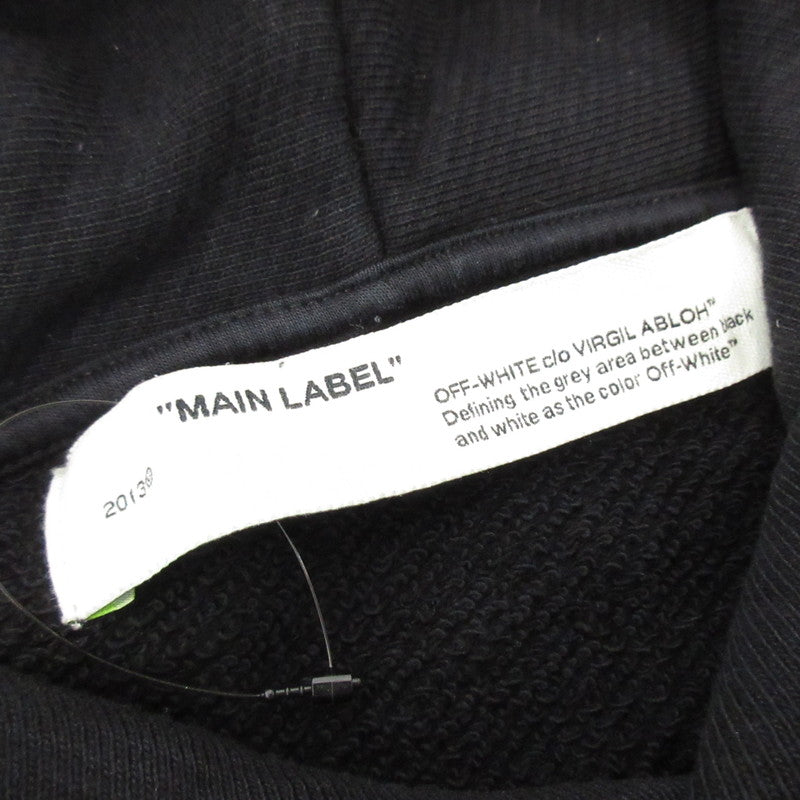 "MAIN LABEL"
2013®
OFF-WHITE c/o VIRGIL ABLOH™
Defining the grey area between black
and white as the color Off-White™